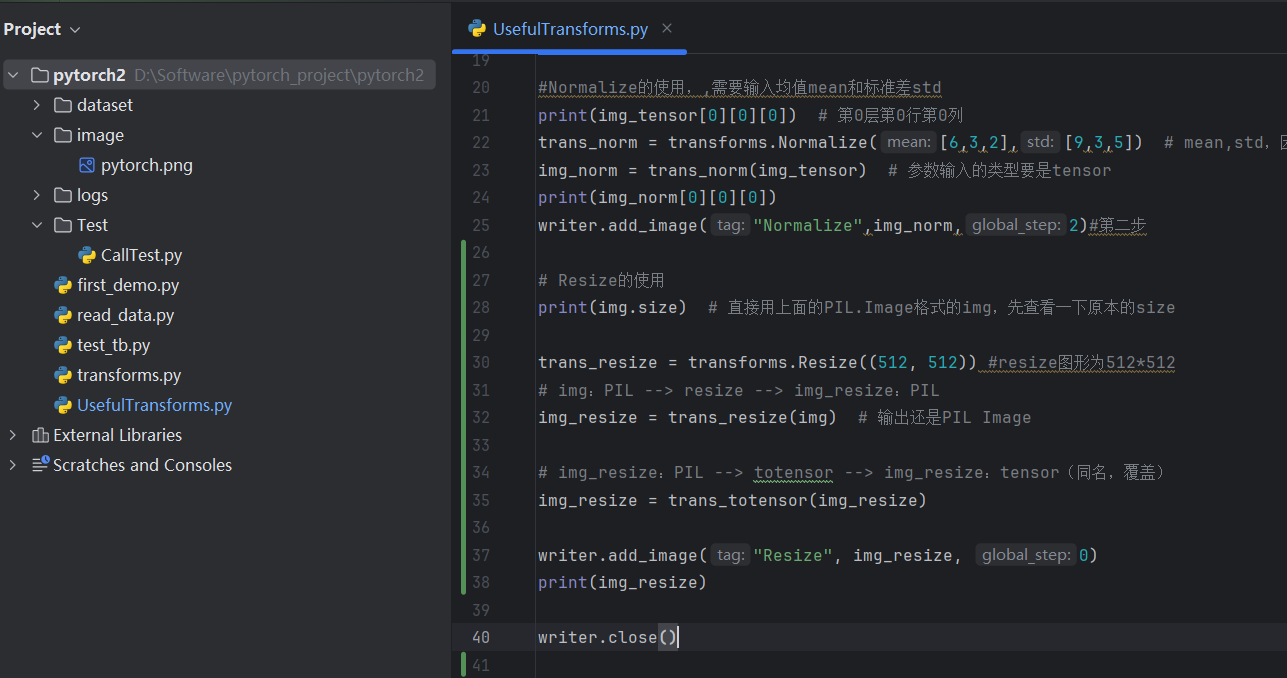 Project
pytorch2 D:\Software\pytorch_project\pytorch2
dataset
image
pytorch.png
logs
Test
CallTest.py
first_demo.py
read_data.py
test_tb.py
transforms.py
UsefulTransforms.py
External Libraries
Scratches and Consoles
UsefulTransforms.py
19
20 #Normalize的使用，,需要输入均值mean和标准差std
21 print(img_tensor[0][0][0]) # 第0层第0行第0列
22 trans_norm = transforms.Normalize( mean: [6,3,2], std: [9,3,5]) # mean,std，因
23 img_norm = trans_norm(img_tensor) # 参数输入的类型要是tensor
24 print(img_norm[0][0][0])
25 writer.add_image( tag: "Normalize",img_norm, global_step: 2)#第二步
26
27 # Resize的使用
28 print(img.size) # 直接用上面的PIL.Image格式的img，先查看一下原本的size
29
30 trans_resize = transforms.Resize((512, 512)) #resize图形为512*512
31 # img：PIL --> resize --> img_resize：PIL
32 img_resize = trans_resize(img) # 输出还是PIL Image
33
34 # img_resize：PIL --> totensor --> img_resize：tensor（同名，覆盖）
35 img_resize = trans_totensor(img_resize)
36
37 writer.add_image( tag: "Resize", img_resize, global_step: 0)
38 print(img_resize)
39
40 writer.close()
41